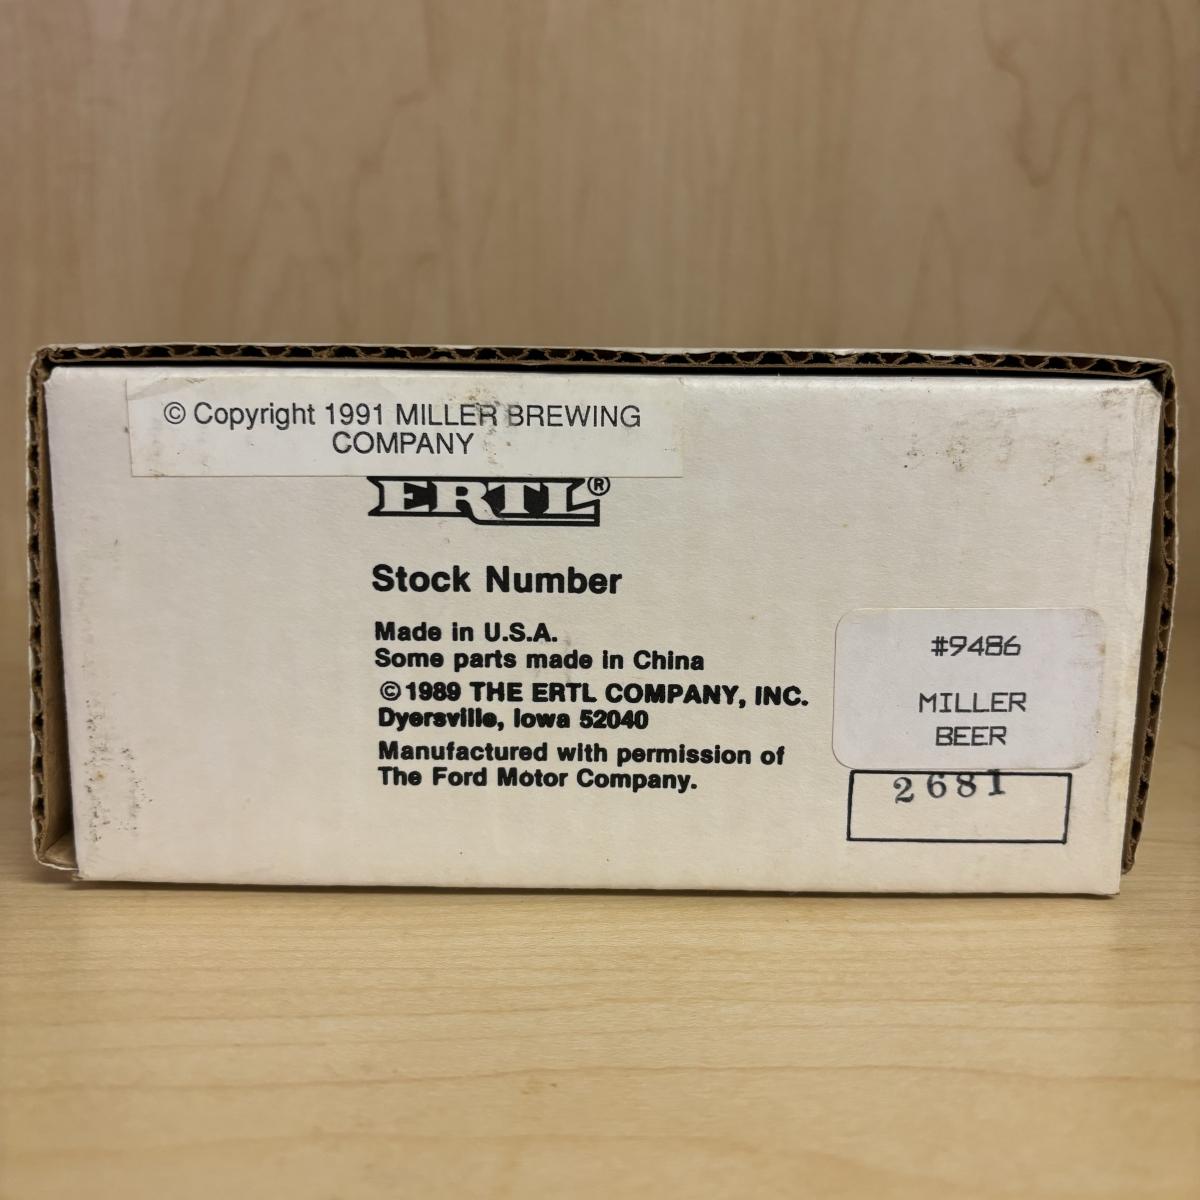 © Copyright 1991 MILLER BREWING
COMPANY
ERTL®
Stock Number
Made in U.S.A.
Some parts made in China
© 1989 THE ERTL COMPANY, INC.
Dyersville, Iowa 52040
Manufactured with permission of
The Ford Motor Company.
#9486
MILLER
BEER
2681